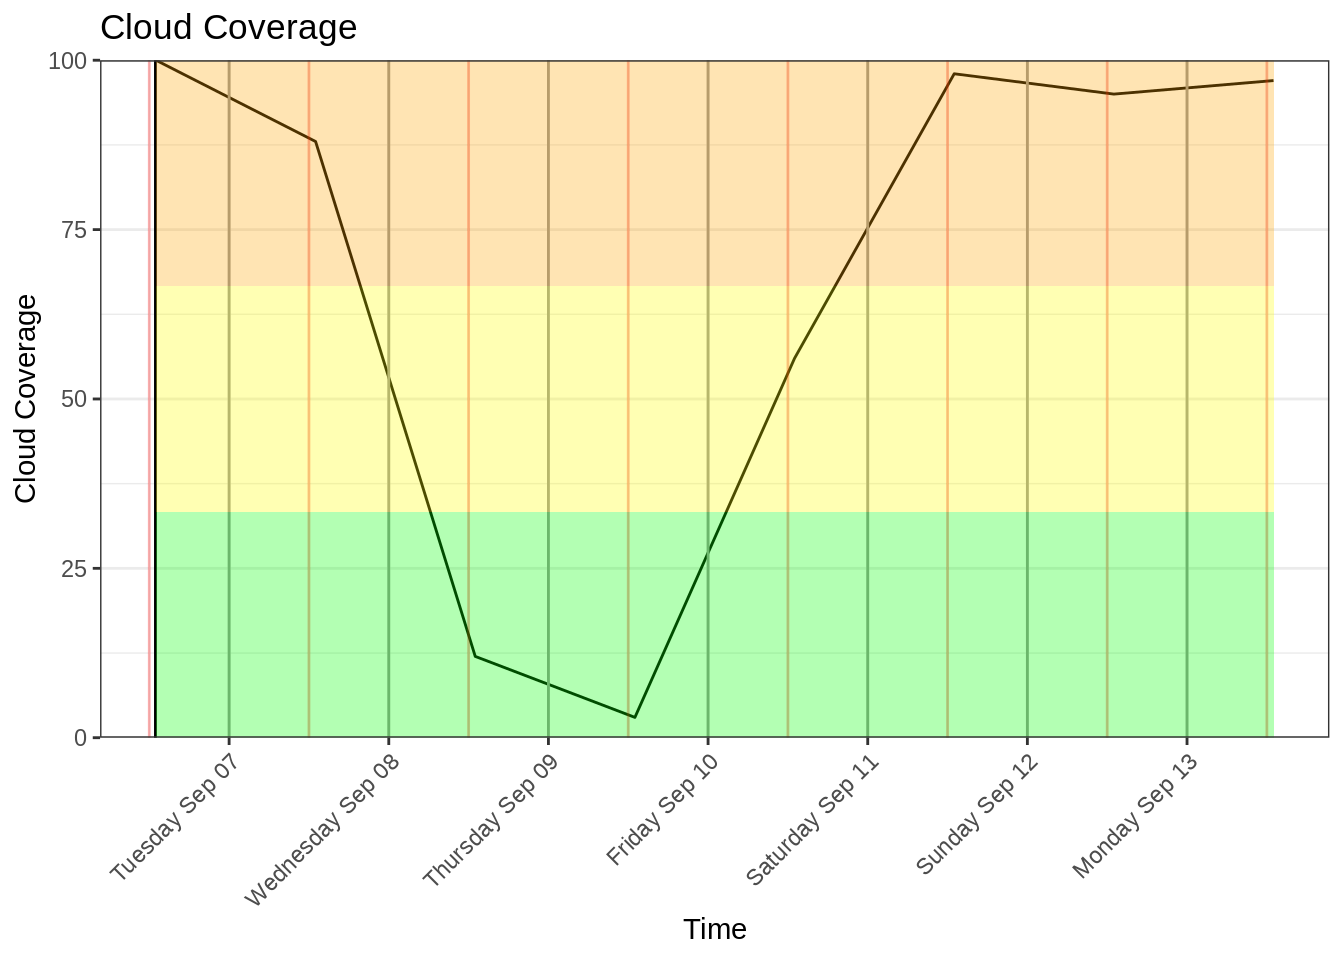 Cloud Coverage
Cloud Coverage
100
75
50
25
0
Tuesday Sep 07
Wednesday Sep 08
Thursday Sep 09
Friday Sep 10
Saturday Sep 11
Sunday Sep 12
Monday Sep 13
Time